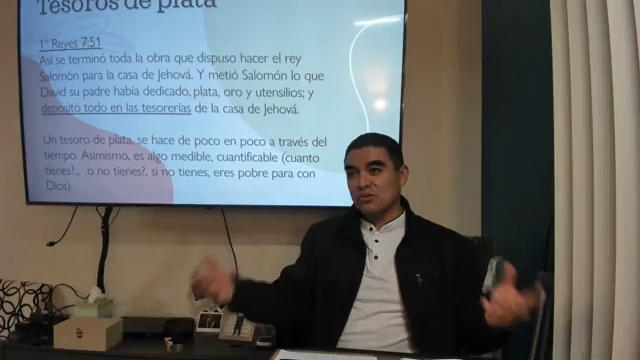 Tesoros de plata
1º Reyes 7:51
Así se terminó toda la obra que dispuso hacer el rey
Salomón para la casa de Jehová. Y metió Salomón lo que
David su padre había dedicado, plata, oro y utensilios; y
depositó todo en las tesorerías de la casa de Jehová.
Un tesoro de plata, se hace de poco en poco a través del
tiempo. Asimismo, es algo medible, cuantificable (cuanto
tienes?... o no tienes?, si no tienes, eres pobre para con
Dios).